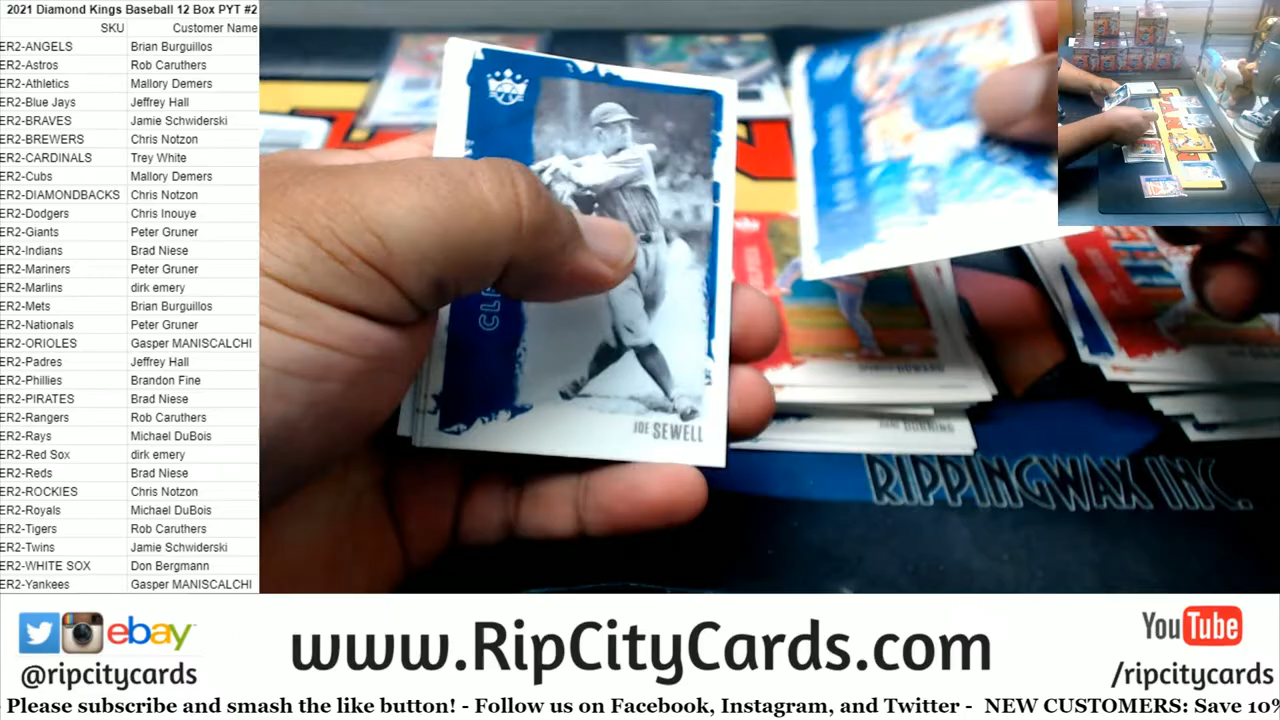 2021 Diamond Kings Baseball 12 Box PYT #2
SKU Customer Name
ER2-ANGELS Brian Burguillos
ER2-Astros Rob Caruthers
ER2-Athletics Mallory Demers
ER2-Blue Jays Jeffrey Hall
ER2-BRAVES Jamie Schwiderski
ER2-BREWERS Chris Notzon
ER2-CARDINALS Trey White
ER2-Cubs Mallory Demers
ER2-DIAMONDBACKS Chris Notzon
ER2-Dodgers Chris Inouye
ER2-Giants Peter Gruner
ER2-Indians Brad Niese
ER2-Mariners Peter Gruner
ER2-Marlins dirk emery
ER2-Mets Brian Burguillos
ER2-Nationals Peter Gruner
ER2-ORIOLES Gasper MANISCALCHI
ER2-Padres Jeffrey Hall
ER2-Phillies Brandon Fine
ER2-PIRATES Brad Niese
ER2-Rangers Rob Caruthers
ER2-Rays Michael DuBois
ER2-Red Sox dirk emery
ER2-Reds Brad Niese
ER2-ROCKIES Chris Notzon
ER2-Royals Michael DuBois
ER2-Tigers Rob Caruthers
ER2-Twins Jamie Schwiderski
ER2-WHITE SOX Don Bergmann
ER2-Yankees Gasper MANISCALCHI
CLE
JOE SEWELL
HOWARD
DANE DUNNING
RIPPINGWAX INC.
ebay
@ripcitycards
www.RipCityCards.com
YouTube
/ripcitycards
Please subscribe and smash the like button! - Follow us on Facebook, Instagram, and Twitter - NEW CUSTOMERS: Save 10%